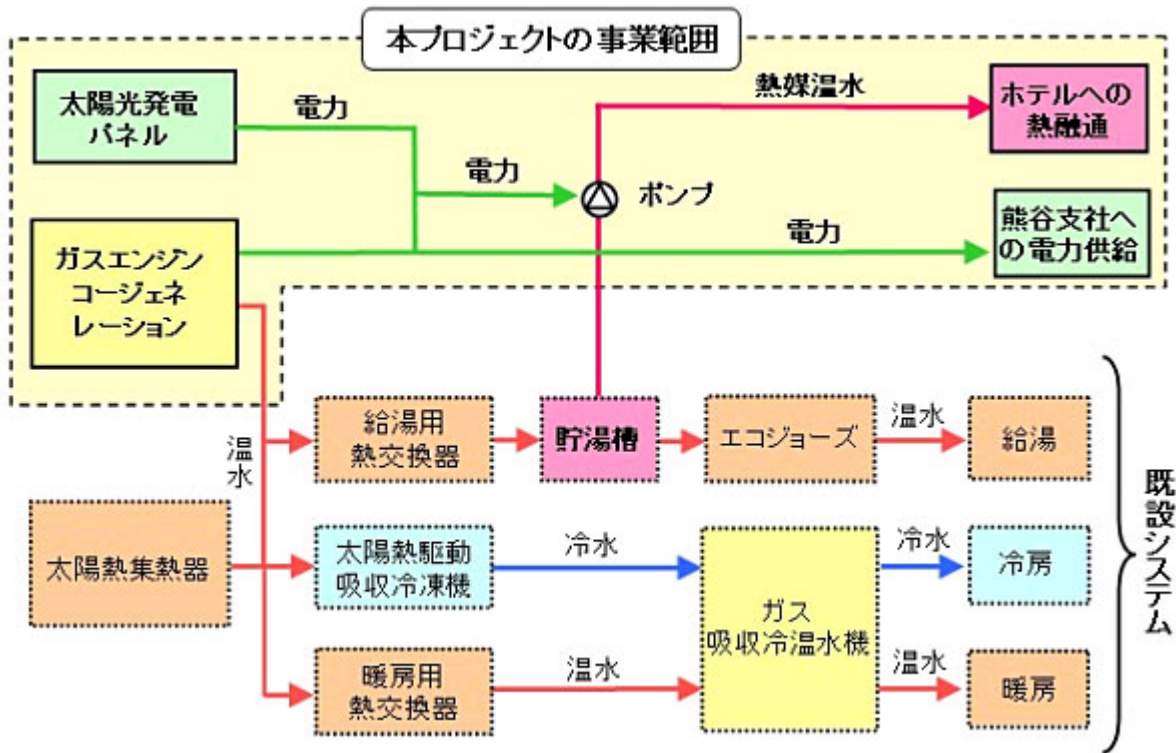 本プロジェクトの事業範囲
太陽光発電
パネル
電力
熱媒温水
ホテルへの
熱融通
電力
ポンプ
ガスエンジン
コージェネ
レーション
電力
熊谷支社へ
の電力供給
温水
給湯用
熱交換器
貯湯槽
エコジョーズ
温水
給湯
太陽熱集熱器
太陽熱駆動
吸収冷凍機
冷水
ガス
吸収冷温水機
冷水
冷房
暖房用
熱交換器
温水
温水
暖房
既設システム